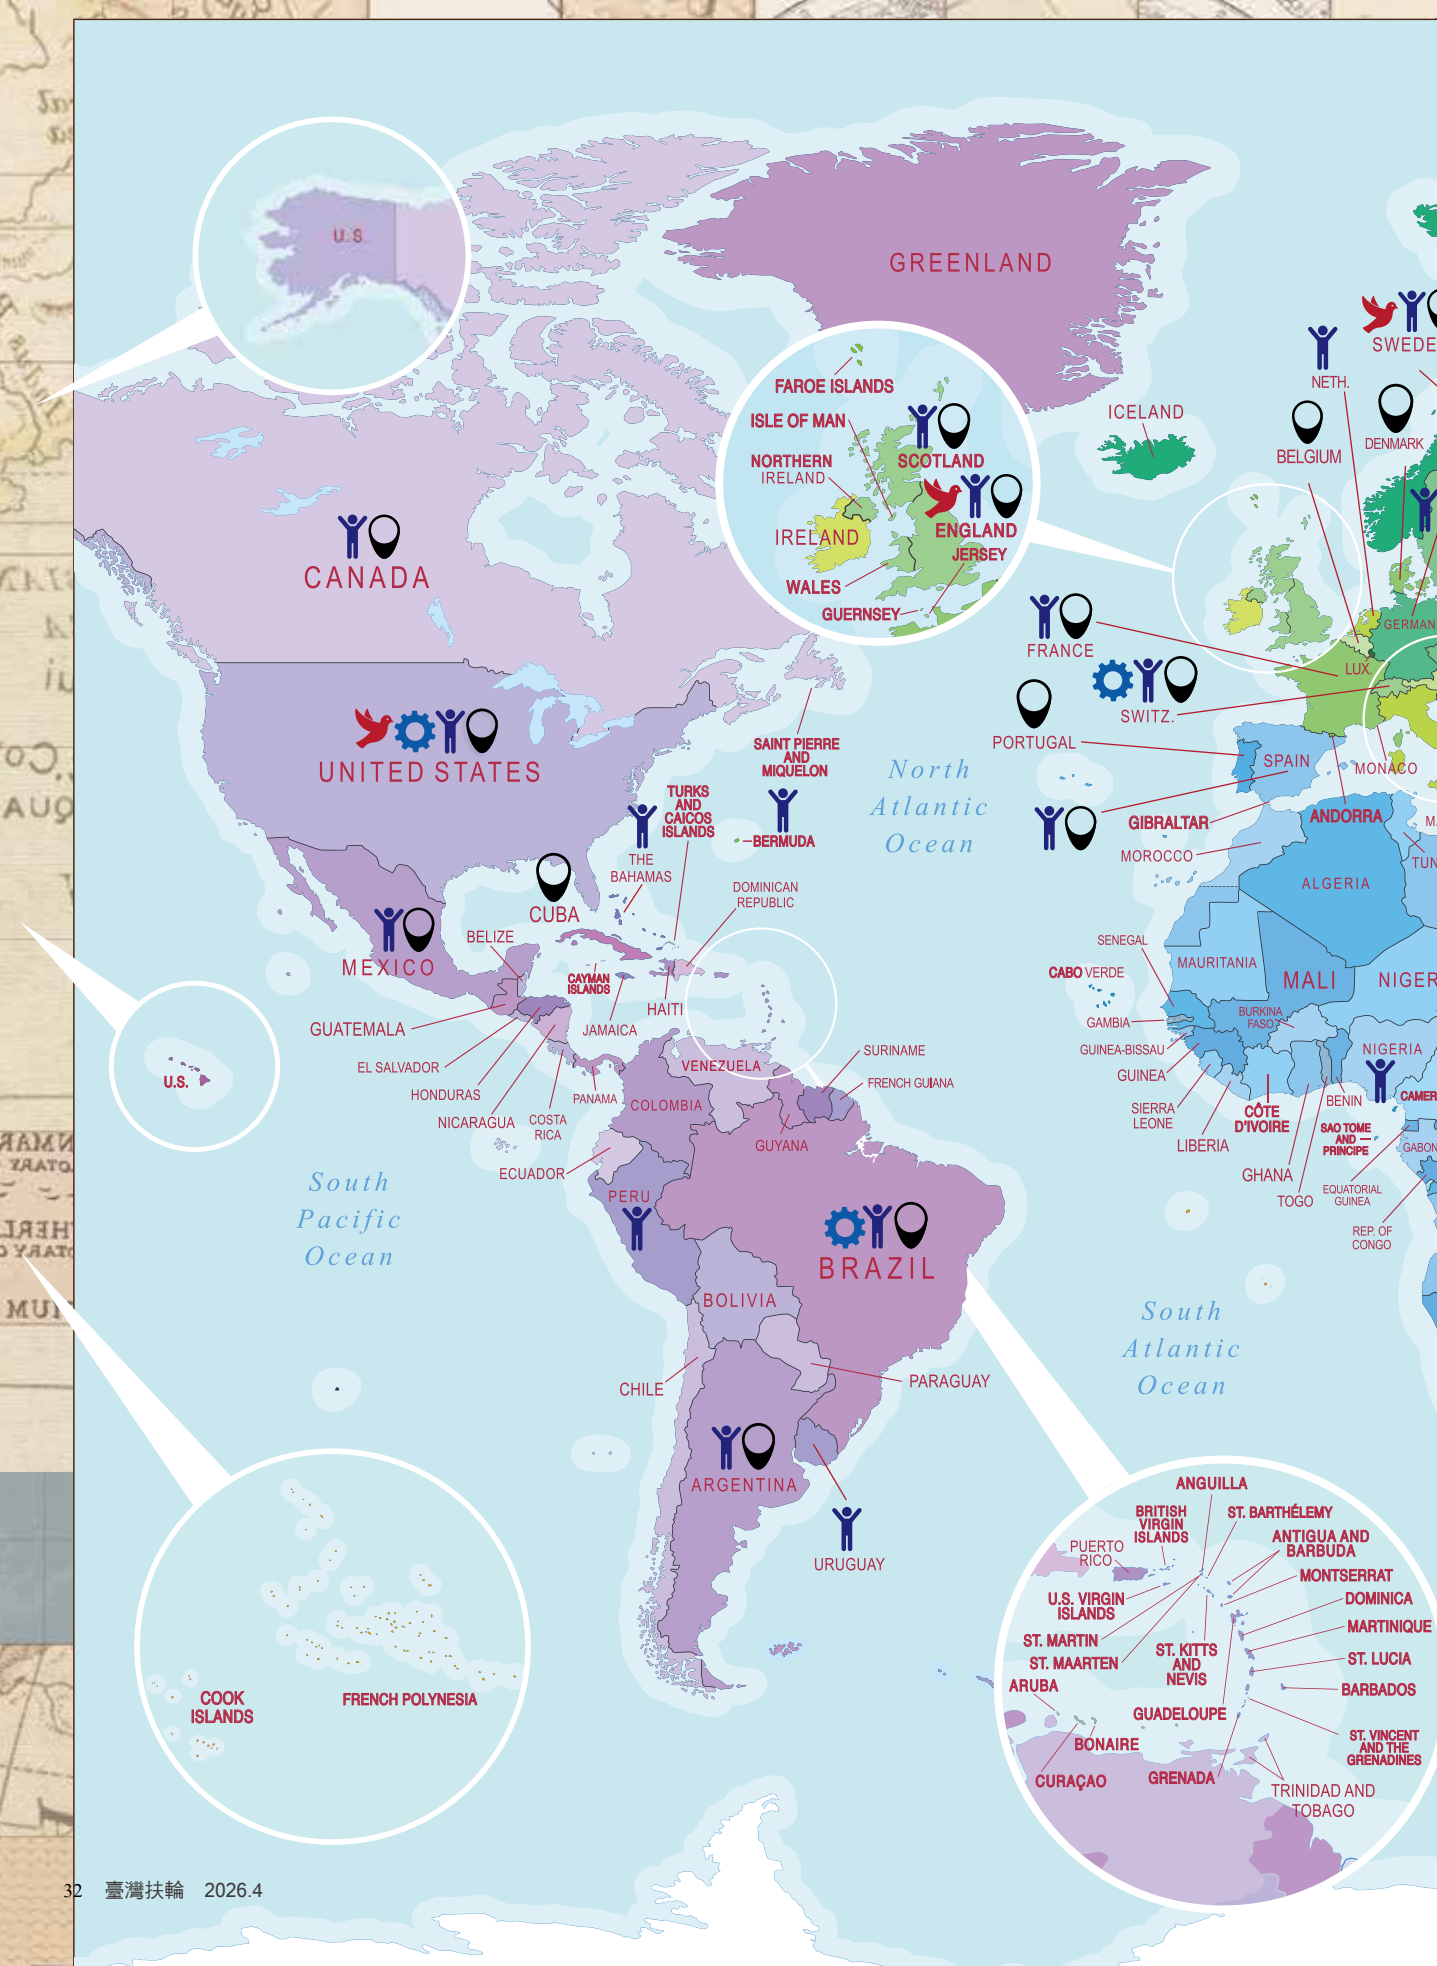 U.S.
GREENLAND
FAROE ISLANDS
ISLE OF MAN
NORTHERN
IRELAND
SCOTLAND
ENGLAND
IRELAND
JERSEY
WALES
GUERNSEY
ICELAND
SWEDE
NETH.
BELGIUM
DENMARK
GERMAN
LUX.
FRANCE
SWITZ.
PORTUGAL
SPAIN
MONACO
GIBRALTAR
ANDORRA
MOROCCO
TUN
ALGERIA
CANADA
UNITED STATES
SAINT PIERRE
AND
MIQUELON
North
Atlantic
Ocean
TURKS
AND
CAICOS
ISLANDS
BERMUDA
THE
BAHAMAS
DOMINICAN
REPUBLIC
CUBA
MEXICO
BELIZE
CAYMAN
ISLANDS
HAITI
JAMAICA
GUATEMALA
EL SALVADOR
HONDURAS
NICARAGUA
COSTA
RICA
PANAMA
VENEZUELA
COLOMBIA
SURINAME
FRENCH GUIANA
GUYANA
ECUADOR
PERU
BRAZIL
BOLIVIA
CHILE
PARAGUAY
ARGENTINA
URUGUAY
U.S.
South
Pacific
Ocean
SENEGAL
CABO VERDE
MAURITANIA
MALI
NIGER
GAMBIA
BURKINA
FASO
GUINEA-BISSAU
NIGERIA
GUINEA
SIERRA
LEONE
LIBERIA
CÔTE
D'IVOIRE
BENIN
CAMER
SAO TOME
AND
PRINCIPE
GABON
GHANA
TOGO
EQUATORIAL
GUINEA
REP. OF
CONGO
South
Atlantic
Ocean
COOK
ISLANDS
FRENCH POLYNESIA
ANGUILLA
BRITISH
VIRGIN
ISLANDS
ST. BARTHÉLEMY
PUERTO
RICO
ANTIGUA AND
BARBUDA
MONTSERRAT
U.S. VIRGIN
ISLANDS
DOMINICA
MARTINIQUE
ST. MARTIN
ST. MAARTEN
ST. KITTS
AND
NEVIS
ST. LUCIA
ARUBA
BARBADOS
GUADELOUPE
BONAIRE
ST. VINCENT
AND THE
GRENADINES
CURAÇAO
GRENADA
TRINIDAD AND
TOBAGO
32 臺灣扶輪 2026.4